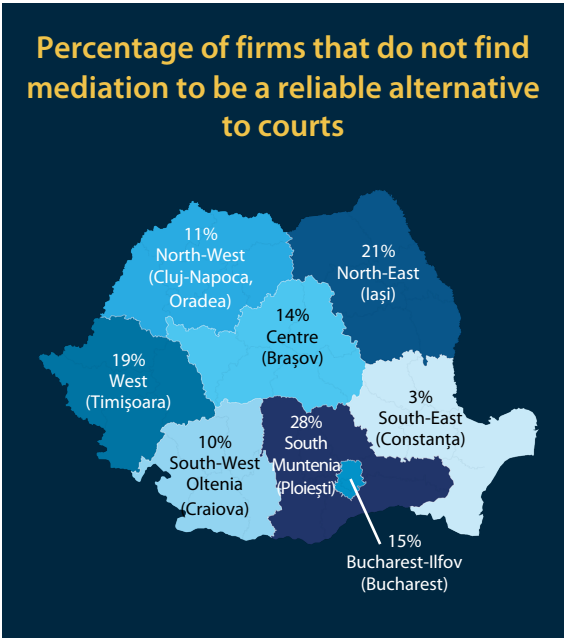 Percentage of firms that do not find
mediation to be a reliable alternative
to courts
11%
North-West
(Cluj-Napoca,
Oradea)
21%
North-East
(Iași)
14%
Centre
(Brașov)
19%
West
(Timișoara)
3%
South-East
(Constanța)
28%
South
Muntenia
(Ploiești)
10%
South-West
Oltenia
(Craiova)
15%
Bucharest-Ilfov
(Bucharest)